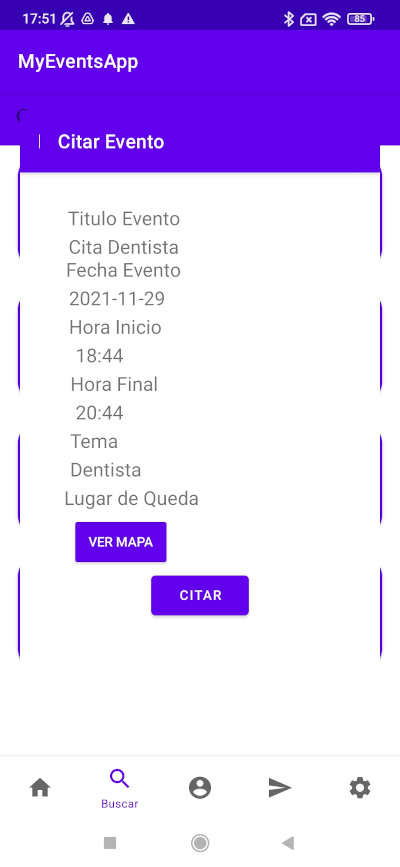 17:51
85
MyEventsApp
Citar Evento
Titulo Evento
Cita Dentista
Fecha Evento
2021-11-29
Hora Inicio
18:44
Hora Final
20:44
Tema
Dentista
Lugar de Queda
VER MAPA
CITAR
Buscar